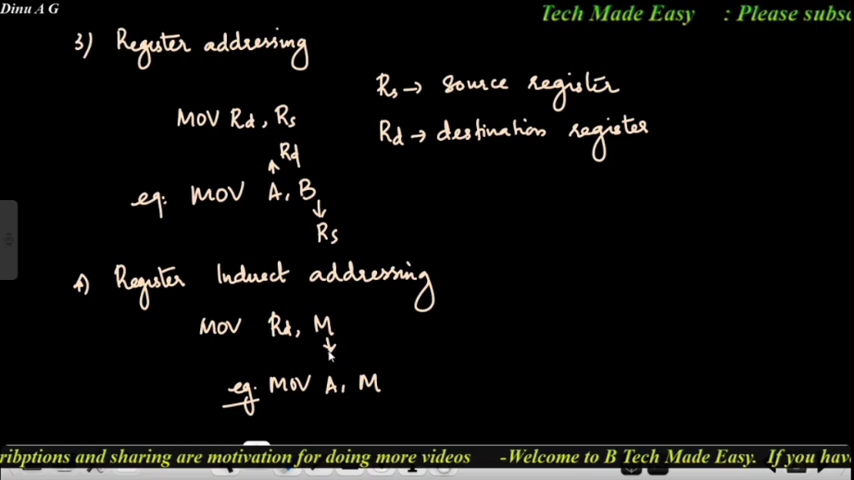 Dinu A G
Tech Made Easy : Please subsc
3) Register addressing
Rs → source register
MOV Rd, Rs
Rd → destination register
Rd
eg: MOV A, B
Rs
4) Register Indirect addressing
MOV Rd, M
eg: MOV A, M
ribptions and sharing are motivation for doing more videos -Welcome to B Tech Made Easy. If you have